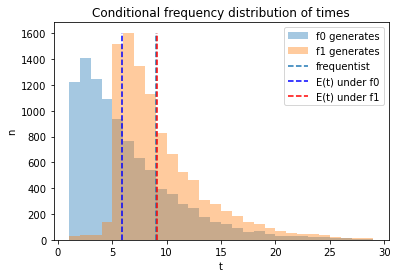 Conditional frequency distribution of times
f0 generates
f1 generates
frequentist
E(t) under f0
E(t) under f1
n
1600
1400
1200
1000
800
600
400
200
0
0 5 10 15 20 25 30
t